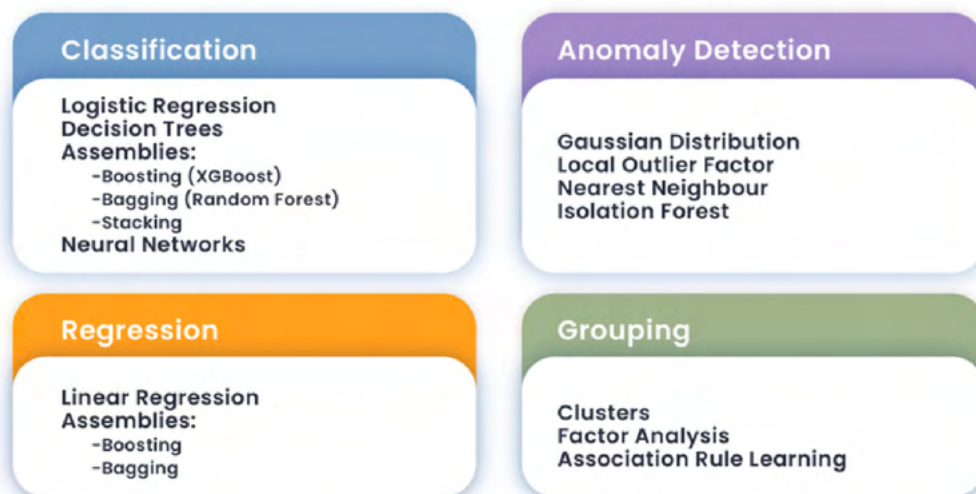 Classification
Logistic Regression
Decision Trees
Assemblies:
-Boosting (XGBoost)
-Bagging (Random Forest)
-Stacking
Neural Networks
Anomaly Detection
Gaussian Distribution
Local Outlier Factor
Nearest Neighbour
Isolation Forest
Regression
Linear Regression
Assemblies:
-Boosting
-Bagging
Grouping
Clusters
Factor Analysis
Association Rule Learning